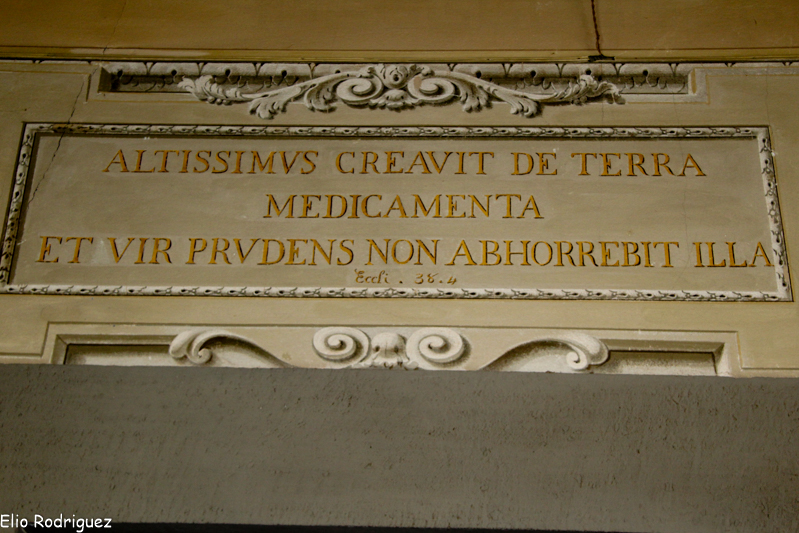 ALTISSIMVS CREAVIT DE TERRA
MEDICAMENTA
ET VIR PRVDENS NON ABHORREBIT ILLA
Eccli . 38. 4
Elio Rodriguez